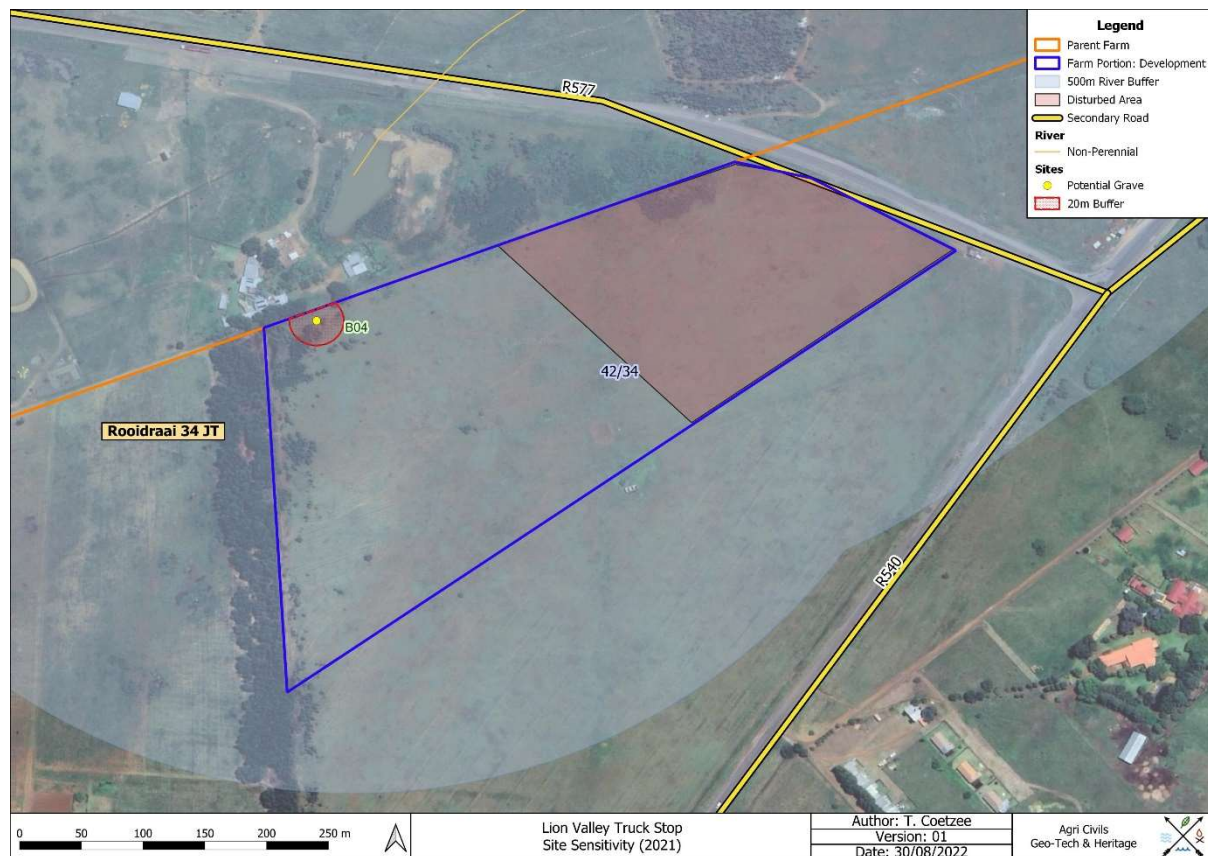 Legend
Parent Farm
Farm Portion: Development
500m River Buffer
Disturbed Area
Secondary Road
River
Non-Perennial
Sites
Potential Grave
20m Buffer
R577
B04
42/34
Rooidraai 34 JT
R540
0 50 100 150 200 250 m
Lion Valley Truck Stop
Site Sensitivity (2021)
Author: T. Coetzee
Version: 01
Date: 30/08/2022
Agri Civils
Geo-Tech & Heritage